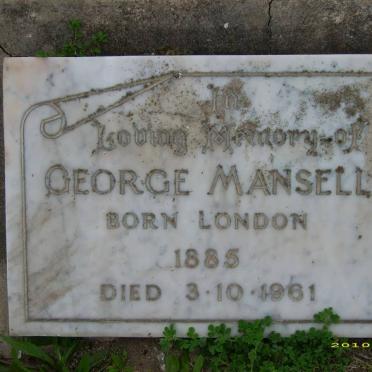 In
Loving Memory of
GEORGE MANSELL
BORN LONDON
1885
DIED 3·10·1961
2010